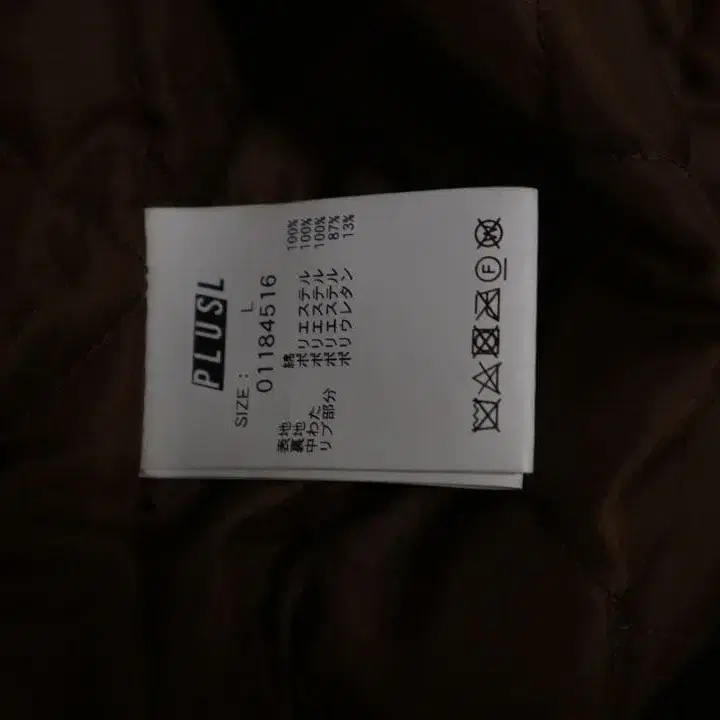 PLUSL
SIZE : L
01184516
表地 綿 100%
裏地 ポリエステル 100%
中わた ポリエステル 100%
リブ部分 ポリエステル 87%
ポリウレタン 13%
F
W